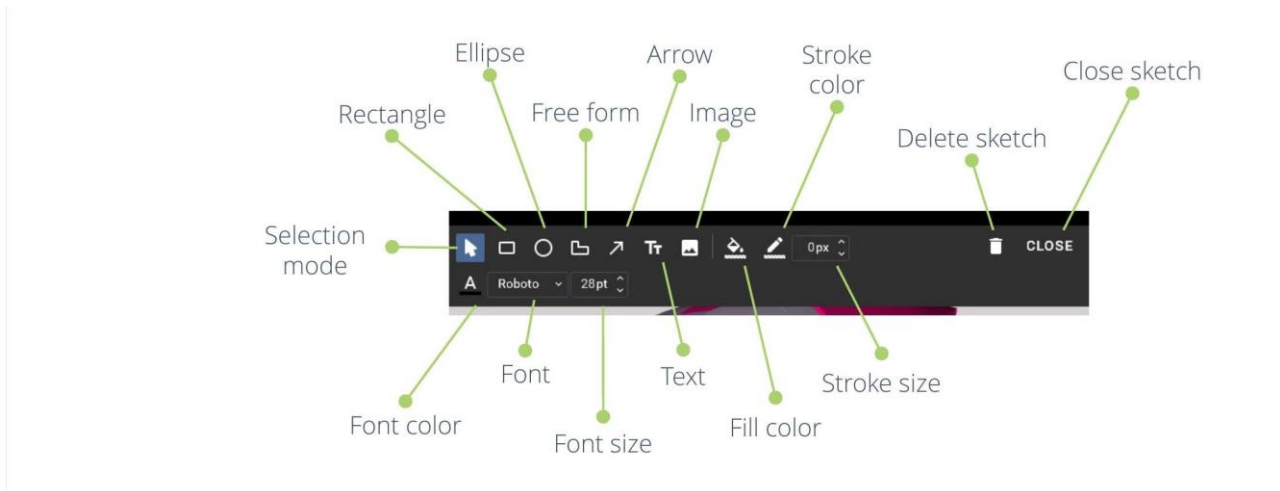 Ellipse
Arrow
Stroke
color
Close sketch
Rectangle
Free form
Image
Delete sketch
Selection
mode
Tт
0px
CLOSE
A
Roboto
28pt
Font
Text
Stroke size
Font color
Font size
Fill color